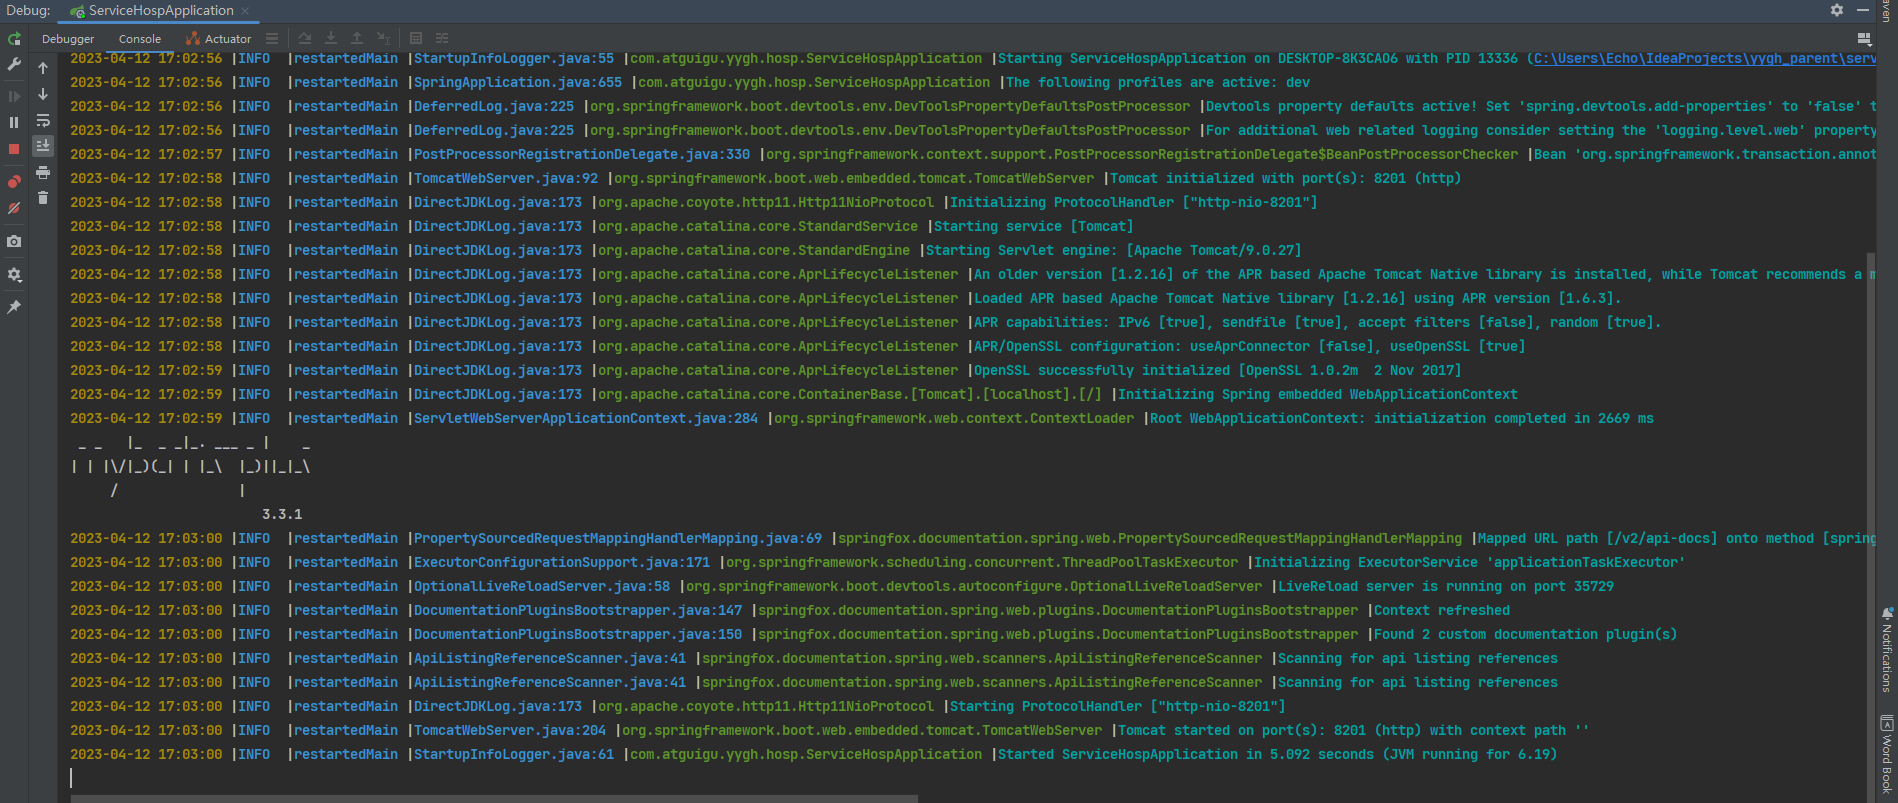 Debug: ServiceHospApplication
Debugger Console Actuator
2023-04-12 17:02:56 |INFO |restartedMain |StartupInfoLogger.java:55 |com.atguigu.yygh.hosp.ServiceHospApplication |Starting ServiceHospApplication on DESKTOP-8K3CAO6 with PID 13336 (C:\Users\Echo\IdeaProjects\yygh_parent\serv
2023-04-12 17:02:56 |INFO |restartedMain |SpringApplication.java:655 |com.atguigu.yygh.hosp.ServiceHospApplication |The following profiles are active: dev
2023-04-12 17:02:56 |INFO |restartedMain |DeferredLog.java:225 |org.springframework.boot.devtools.env.DevToolsPropertyDefaultsPostProcessor |Devtools property defaults active! Set 'spring.devtools.add-properties' to 'false' t
2023-04-12 17:02:56 |INFO |restartedMain |DeferredLog.java:225 |org.springframework.boot.devtools.env.DevToolsPropertyDefaultsPostProcessor |For additional web related logging consider setting the 'logging.level.web' property
2023-04-12 17:02:57 |INFO |restartedMain |PostProcessorRegistrationDelegate.java:330 |org.springframework.context.support.PostProcessorRegistrationDelegate$BeanPostProcessorChecker |Bean 'org.springframework.transaction.annot
2023-04-12 17:02:58 |INFO |restartedMain |TomcatWebServer.java:92 |org.springframework.boot.web.embedded.tomcat.TomcatWebServer |Tomcat initialized with port(s): 8201 (http)
2023-04-12 17:02:58 |INFO |restartedMain |DirectJDKLog.java:173 |org.apache.coyote.http11.Http11NioProtocol |Initializing ProtocolHandler ["http-nio-8201"]
2023-04-12 17:02:58 |INFO |restartedMain |DirectJDKLog.java:173 |org.apache.catalina.core.StandardService |Starting service [Tomcat]
2023-04-12 17:02:58 |INFO |restartedMain |DirectJDKLog.java:173 |org.apache.catalina.core.StandardEngine |Starting Servlet engine: [Apache Tomcat/9.0.27]
2023-04-12 17:02:58 |INFO |restartedMain |DirectJDKLog.java:173 |org.apache.catalina.core.AprLifecycleListener |An older version [1.2.16] of the APR based Apache Tomcat Native library is installed, while Tomcat recommends a m
2023-04-12 17:02:58 |INFO |restartedMain |DirectJDKLog.java:173 |org.apache.catalina.core.AprLifecycleListener |Loaded APR based Apache Tomcat Native library [1.2.16] using APR version [1.6.3].
2023-04-12 17:02:58 |INFO |restartedMain |DirectJDKLog.java:173 |org.apache.catalina.core.AprLifecycleListener |APR capabilities: IPv6 [true], sendfile [true], accept filters [false], random [true].
2023-04-12 17:02:58 |INFO |restartedMain |DirectJDKLog.java:173 |org.apache.catalina.core.AprLifecycleListener |APR/OpenSSL configuration: useAprConnector [false], useOpenSSL [true]
2023-04-12 17:02:59 |INFO |restartedMain |DirectJDKLog.java:173 |org.apache.catalina.core.AprLifecycleListener |OpenSSL successfully initialized [OpenSSL 1.0.2m  2 Nov 2017]
2023-04-12 17:02:59 |INFO |restartedMain |DirectJDKLog.java:173 |org.apache.catalina.core.ContainerBase.[Tomcat].[localhost].[/] |Initializing Spring embedded WebApplicationContext
2023-04-12 17:02:59 |INFO |restartedMain |ServletWebServerApplicationContext.java:284 |org.springframework.web.context.ContextLoader |Root WebApplicationContext: initialization completed in 2669 ms
 _ _   |_  _ _|_. ___ _ |    _
| | |\/|_)(_| | |_\  |_)||_|_\
     /               |
                        3.3.1
2023-04-12 17:03:00 |INFO |restartedMain |PropertySourcedRequestMappingHandlerMapping.java:69 |springfox.documentation.spring.web.PropertySourcedRequestMappingHandlerMapping |Mapped URL path [/v2/api-docs] onto method [spring
2023-04-12 17:03:00 |INFO |restartedMain |ExecutorConfigurationSupport.java:171 |org.springframework.scheduling.concurrent.ThreadPoolTaskExecutor |Initializing ExecutorService 'applicationTaskExecutor'
2023-04-12 17:03:00 |INFO |restartedMain |OptionalLiveReloadServer.java:58 |org.springframework.boot.devtools.autoconfigure.OptionalLiveReloadServer |LiveReload server is running on port 35729
2023-04-12 17:03:00 |INFO |restartedMain |DocumentationPluginsBootstrapper.java:147 |springfox.documentation.spring.web.plugins.DocumentationPluginsBootstrapper |Context refreshed
2023-04-12 17:03:00 |INFO |restartedMain |DocumentationPluginsBootstrapper.java:150 |springfox.documentation.spring.web.plugins.DocumentationPluginsBootstrapper |Found 2 custom documentation plugin(s)
2023-04-12 17:03:00 |INFO |restartedMain |ApiListingReferenceScanner.java:41 |springfox.documentation.spring.web.scanners.ApiListingReferenceScanner |Scanning for api listing references
2023-04-12 17:03:00 |INFO |restartedMain |ApiListingReferenceScanner.java:41 |springfox.documentation.spring.web.scanners.ApiListingReferenceScanner |Scanning for api listing references
2023-04-12 17:03:00 |INFO |restartedMain |DirectJDKLog.java:173 |org.apache.coyote.http11.Http11NioProtocol |Starting ProtocolHandler ["http-nio-8201"]
2023-04-12 17:03:00 |INFO |restartedMain |TomcatWebServer.java:204 |org.springframework.boot.web.embedded.tomcat.TomcatWebServer |Tomcat started on port(s): 8201 (http) with context path ''
2023-04-12 17:03:00 |INFO |restartedMain |StartupInfoLogger.java:61 |com.atguigu.yygh.hosp.ServiceHospApplication |Started ServiceHospApplication in 5.092 seconds (JVM running for 6.19)
aven
Notifications
Word Book